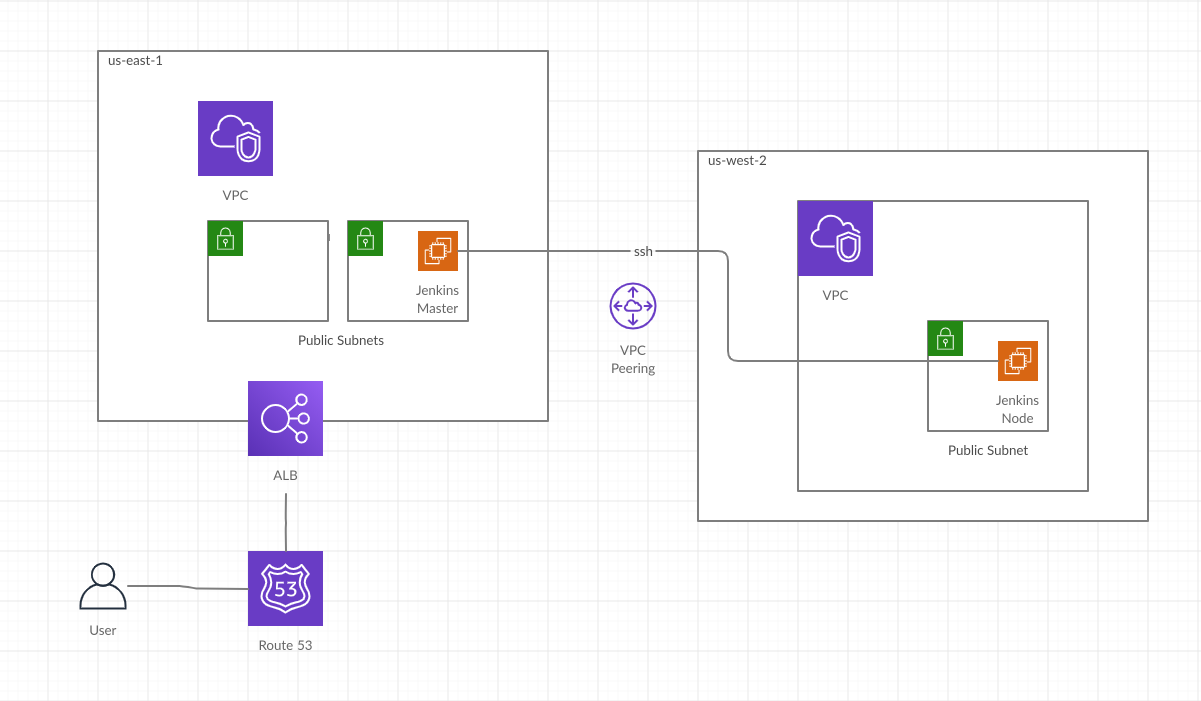 us-east-1
VPC
Jenkins
Master
Public Subnets
ALB
ssh
VPC
Peering
us-west-2
VPC
Jenkins
Node
Public Subnet
User
53
Route 53